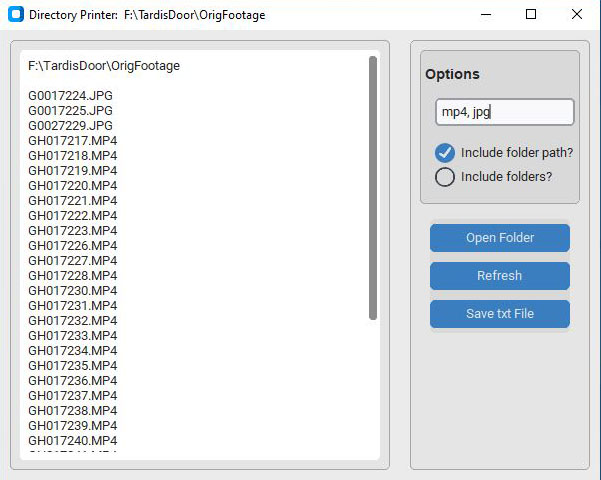 Directory Printer: F:\TardisDoor\OrigFootage
F:\TardisDoor\OrigFootage
G0017224.JPG
G0017225.JPG
G0027229.JPG
GH017217.MP4
GH017218.MP4
GH017219.MP4
GH017220.MP4
GH017221.MP4
GH017222.MP4
GH017223.MP4
GH017226.MP4
GH017227.MP4
GH017228.MP4
GH017230.MP4
GH017231.MP4
GH017232.MP4
GH017233.MP4
GH017234.MP4
GH017235.MP4
GH017236.MP4
GH017237.MP4
GH017238.MP4
GH017239.MP4
GH017240.MP4
Options
mp4, jpg
Include folder path?
Include folders?
Open Folder
Refresh
Save txt File